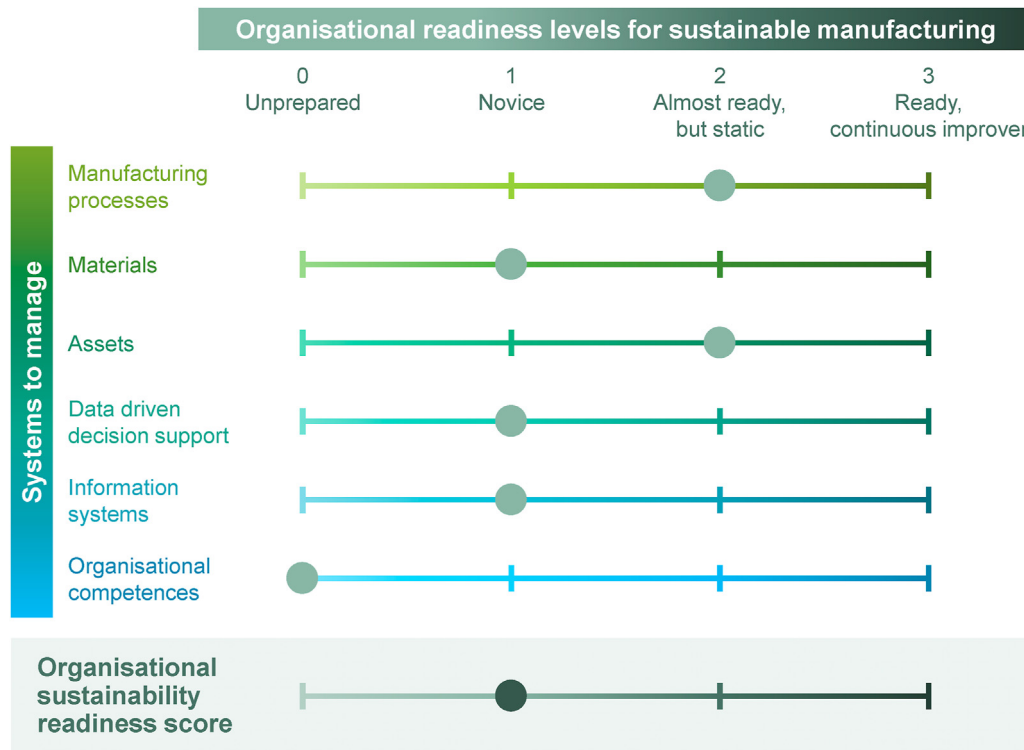 Organisational readiness levels for sustainable manufacturing
0
Unprepared
1
Novice
2
Almost ready,
but static
3
Ready,
continuous improver
Systems to manage
Manufacturing
processes
Materials
Assets
Data driven
decision support
Information
systems
Organisational
competences
Organisational
sustainability
readiness score